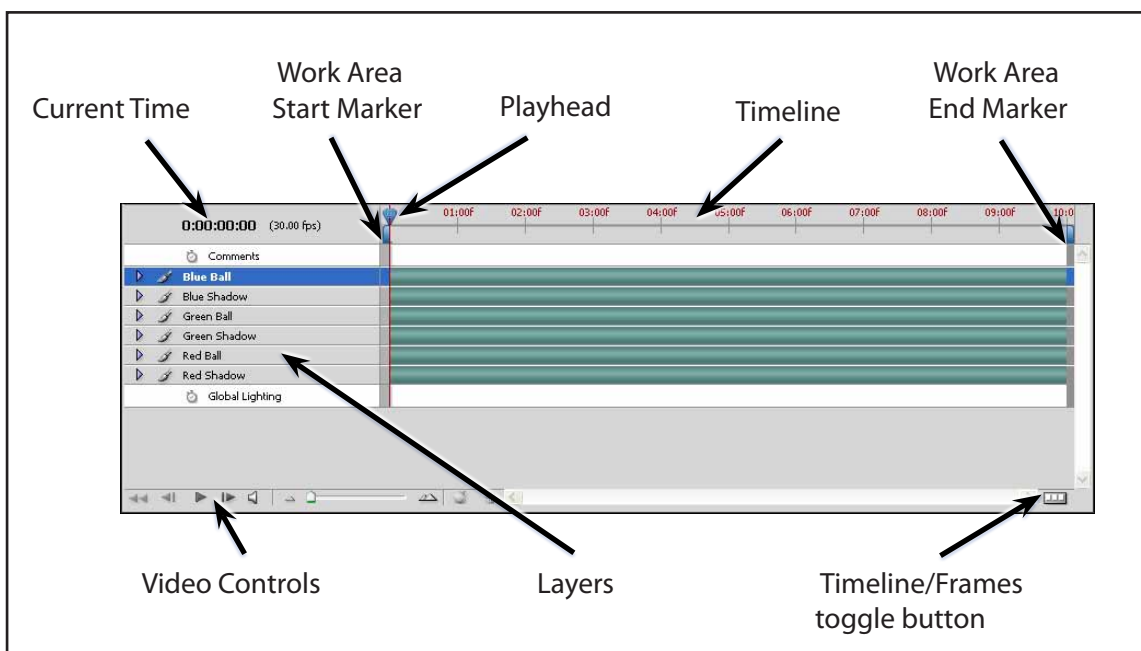 Work Area
Start Marker
Work Area
End Marker
Current Time
Playhead
Timeline
0:00:00:00 (30.00 fps)
01:00f 02:00f 03:00f 04:00f 05:00f 06:00f 07:00f 08:00f 09:00f 10:0
Comments
Blue Ball
Blue Shadow
Green Ball
Green Shadow
Red Ball
Red Shadow
Global Lighting
Video Controls
Layers
Timeline/Frames
toggle button